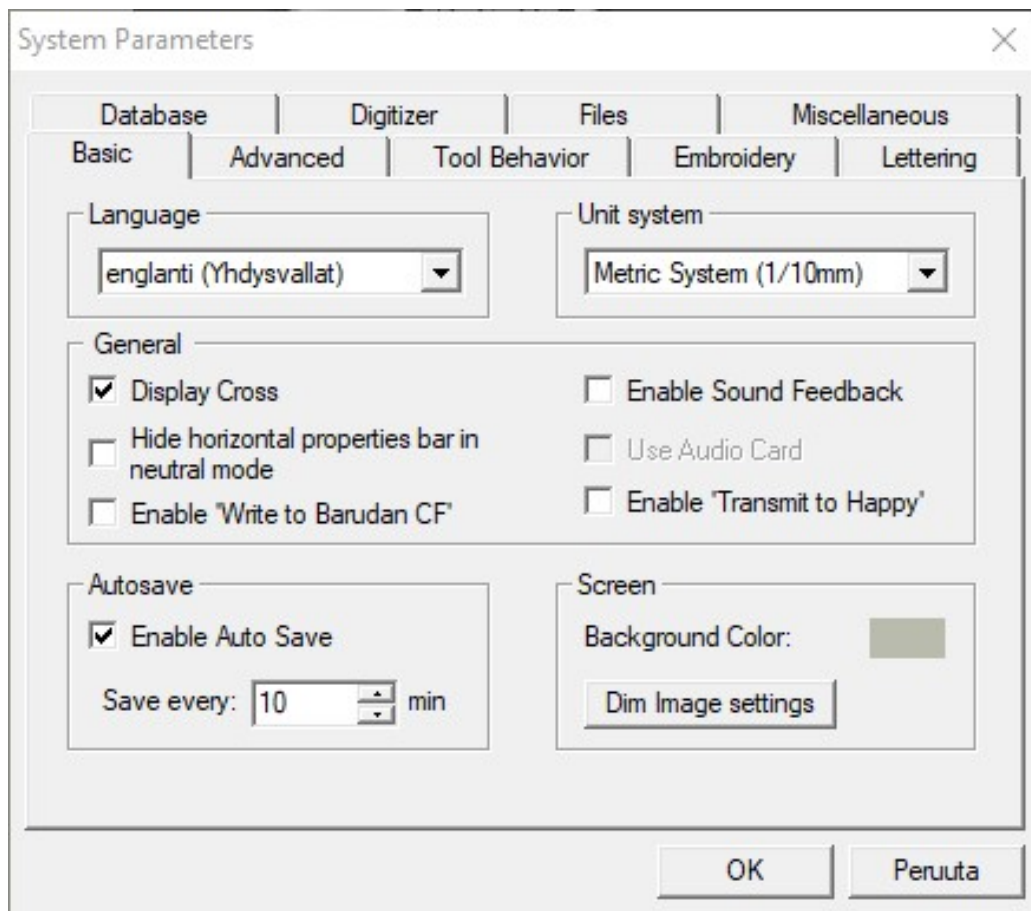 System Parameters
Database Digitizer Files Miscellaneous
Basic Advanced Tool Behavior Embroidery Lettering
Language
englanti (Yhdysvallat)
Unit system
Metric System (1/10mm)
General
Display Cross
Hide horizontal properties bar in
neutral mode
Enable "Write to Barudan CF"
Enable Sound Feedback
Use Audio Card
Enable 'Transmit to Happy'
Autosave
Enable Auto Save
Save every: 10 min
Screen
Background Color:
Dim Image settings
OK Peruuta